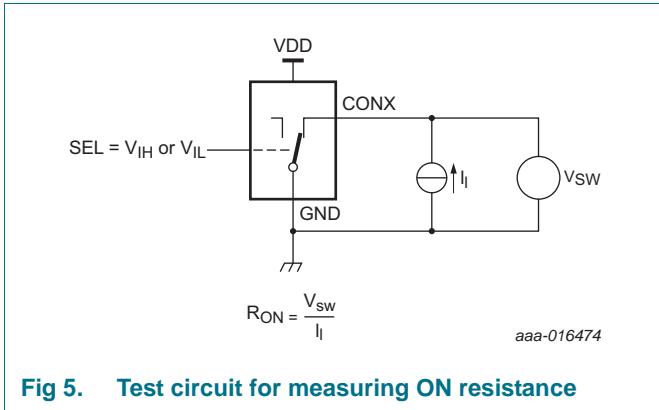 VDD
CONX
SEL = VIH or VIL
II
VSW
GND
RON = Vsw
II
aaa-016474
Fig 5. Test circuit for measuring ON resistance